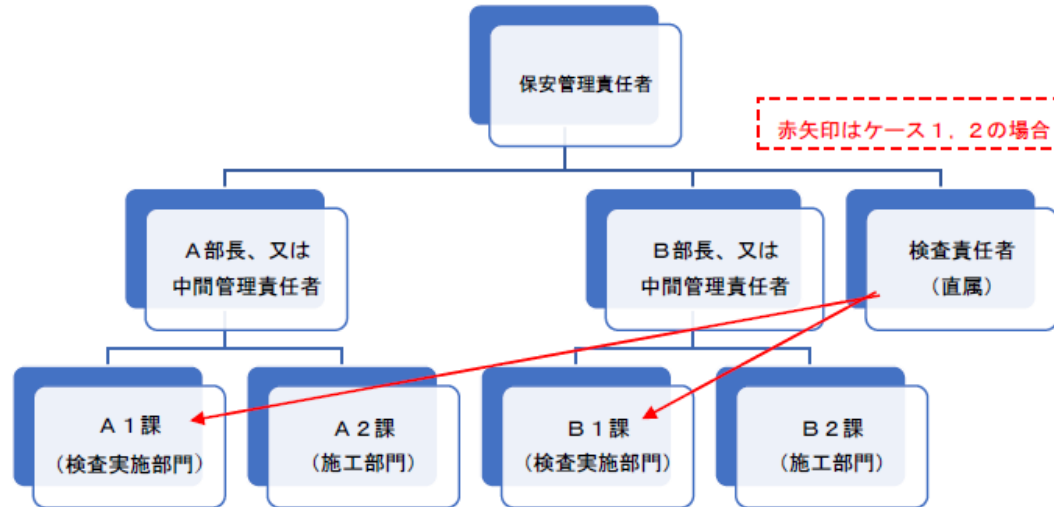 保安管理責任者
赤矢印はケース1，2の場合
A部長、又は
中間管理責任者
B部長、又は
中間管理責任者
検査責任者
（直属）
A1課
（検査実施部門）
A2課
（施工部門）
B1課
（検査実施部門）
B2課
（施工部門）